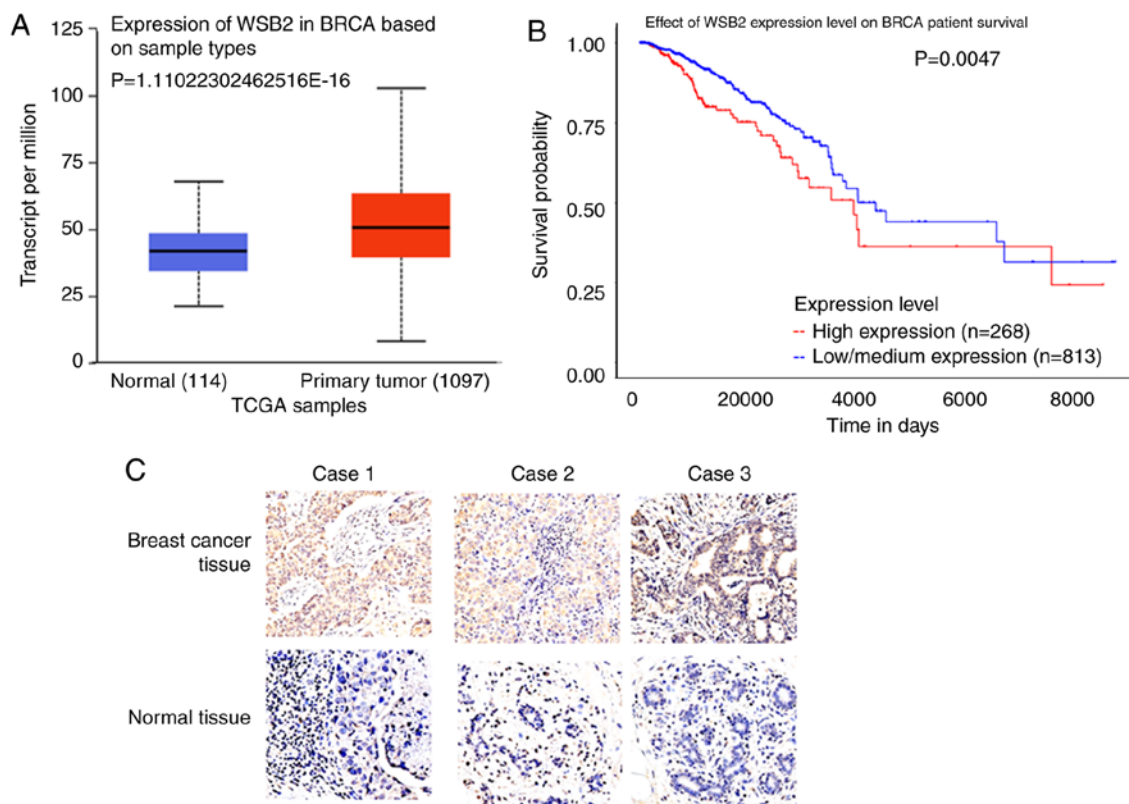 A
Expression of WSB2 in BRCA based
on sample types
P=1.11022302462516E-16
Transcript per million
125
100
75
50
25
0
Normal (114)
Primary tumor (1097)
TCGA samples
B
Effect of WSB2 expression level on BRCA patient survival
P=0.0047
Survival probability
1.00
0.75
0.50
0.25
0.00
Expression level
High expression (n=268)
Low/medium expression (n=813)
0
20000
4000
6000
8000
Time in days
C
Case 1
Case 2
Case 3
Breast cancer
tissue
Normal tissue